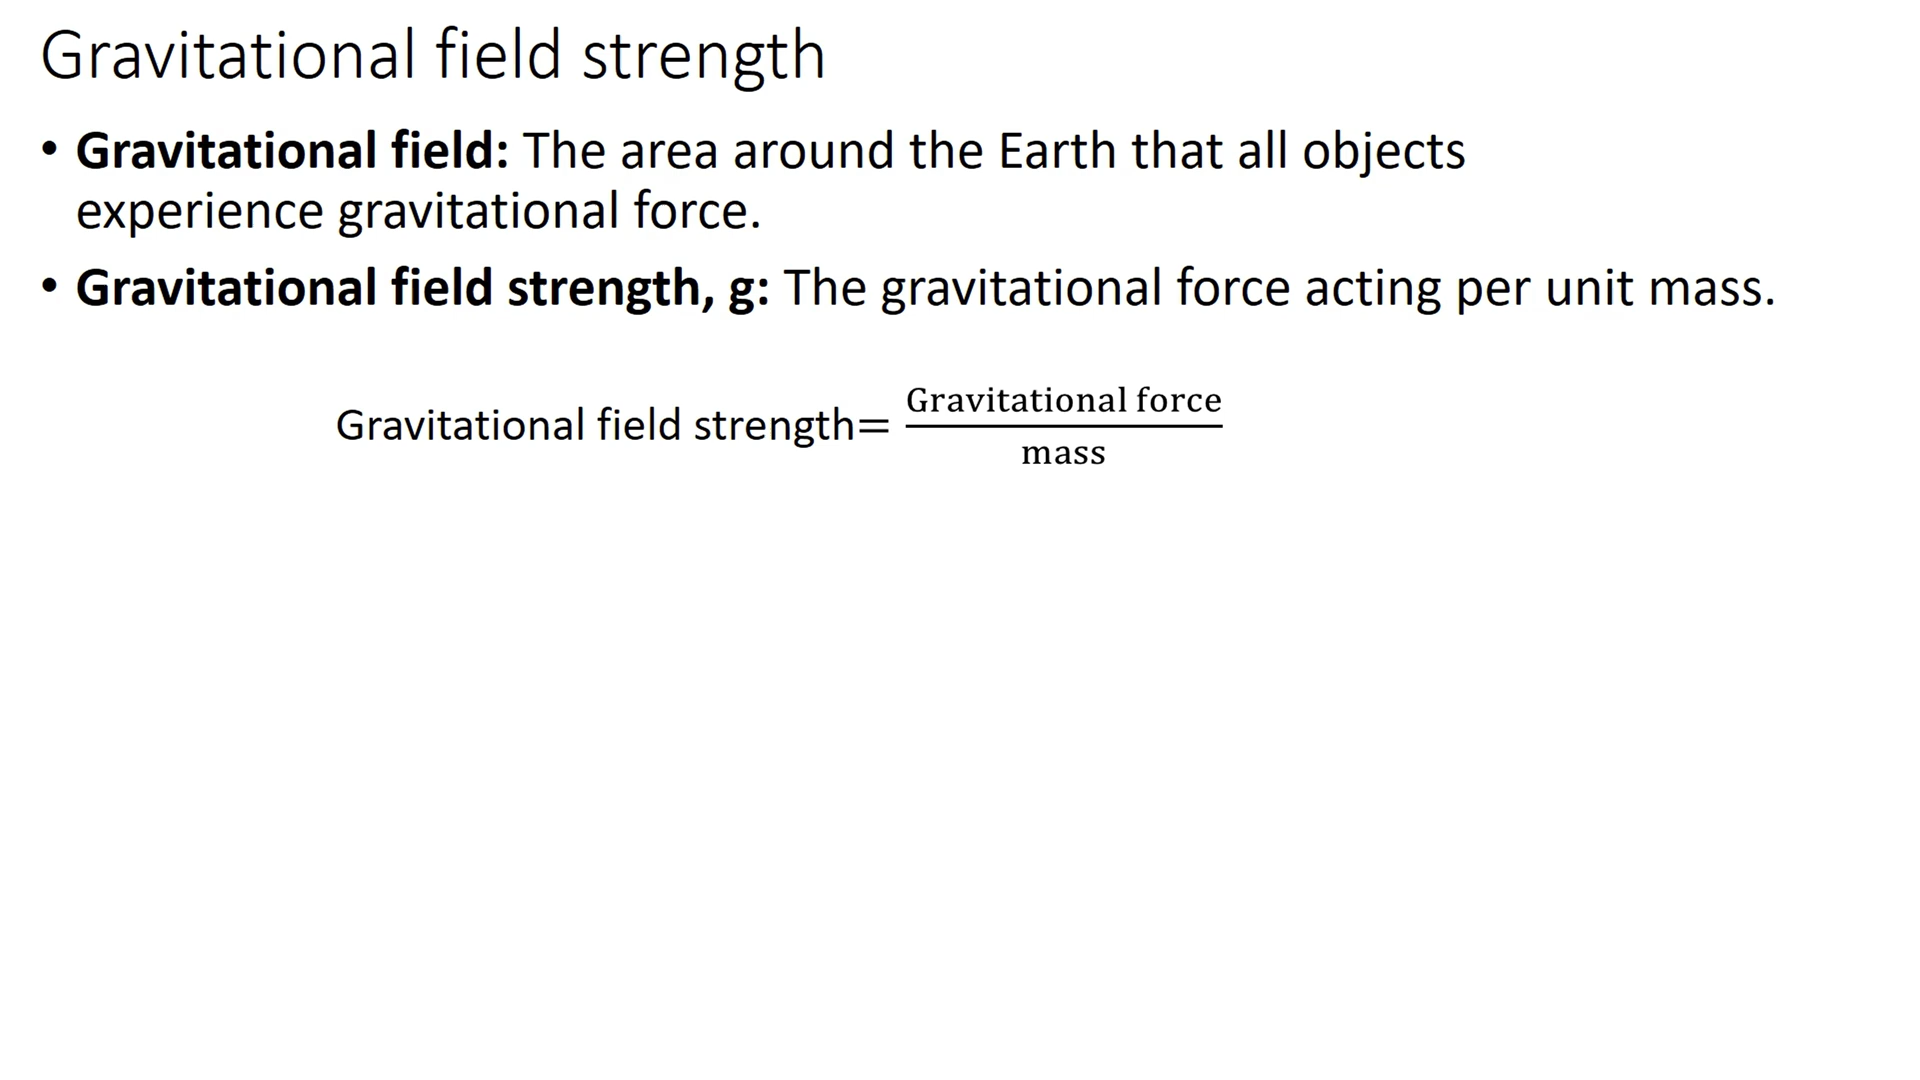 Gravitational field strength
• Gravitational field: The area around the Earth that all objects
experience gravitational force.
• Gravitational field strength, g: The gravitational force acting per unit mass.
Gravitational field strength= Gravitational force
mass